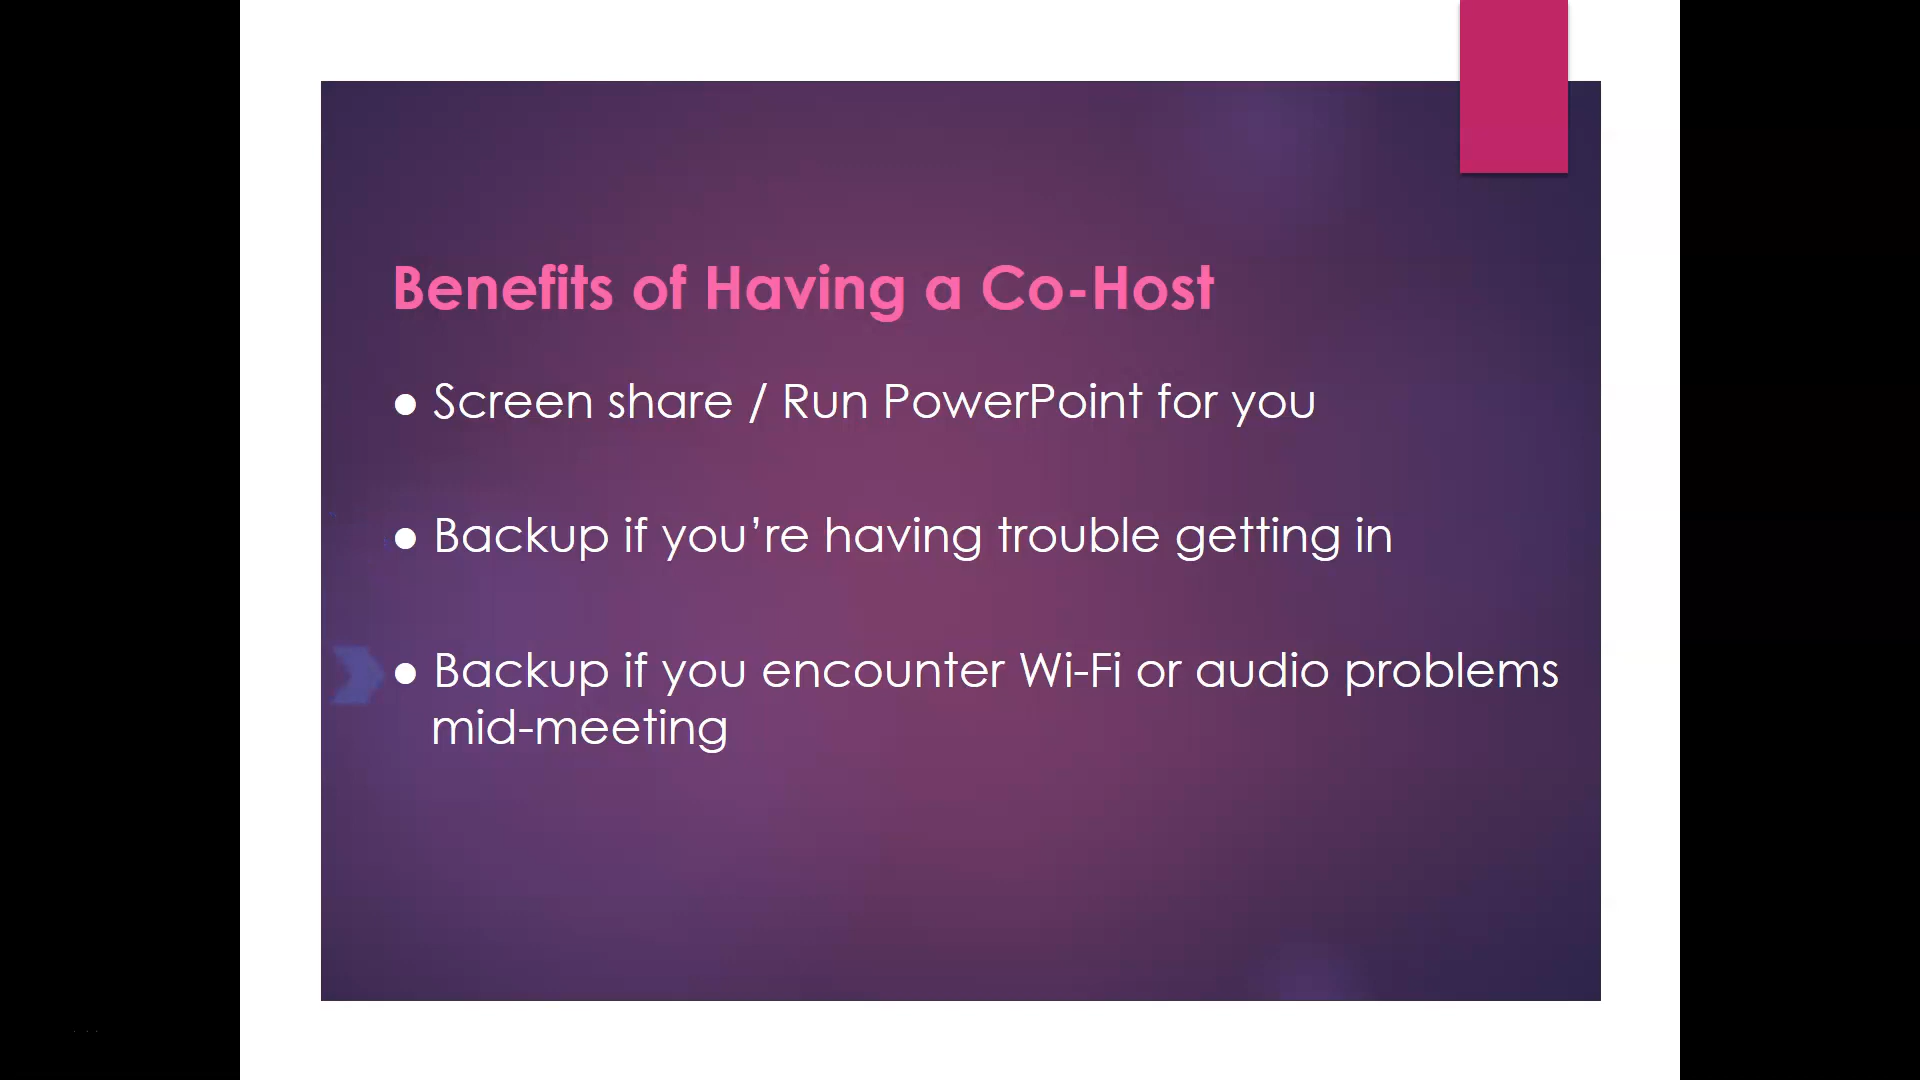 Benefits of Having a Co-Host
● Screen share / Run PowerPoint for you
● Backup if you’re having trouble getting in
● Backup if you encounter Wi-Fi or audio problems
mid-meeting